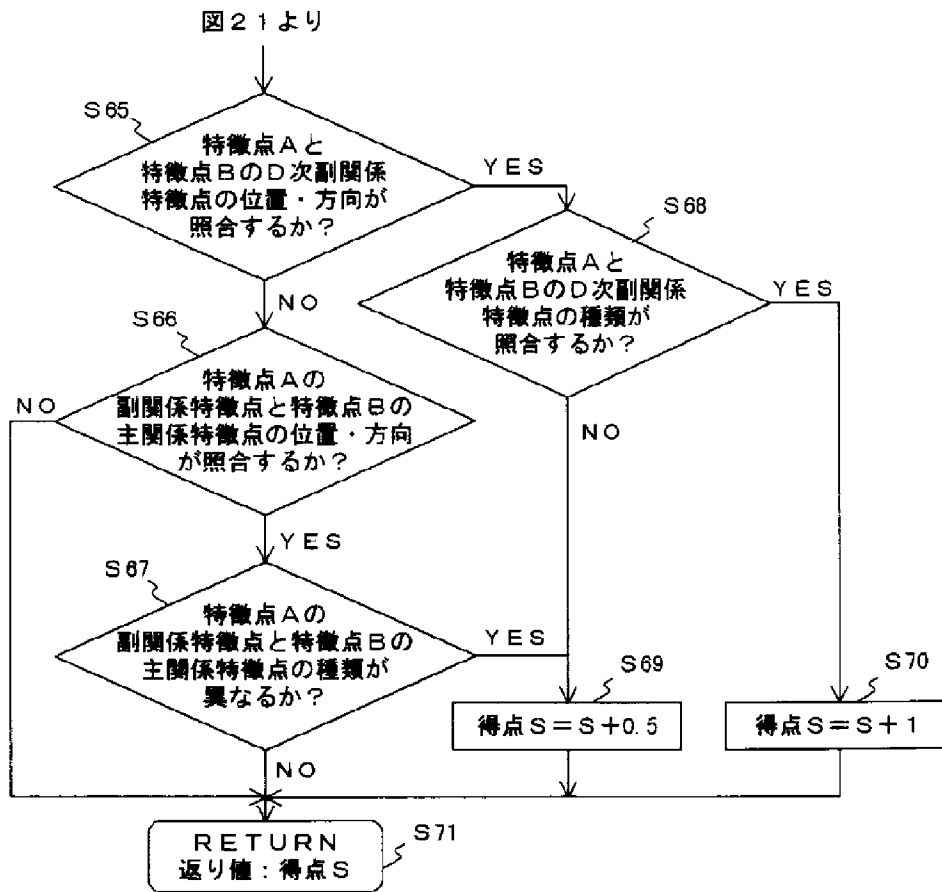 図21より
S65
特徴点Aと
特徴点BのD次副関係
特徴点の位置・方向が
照合するか？
YES
NO
S68
特徴点Aと
特徴点BのD次副関係
特徴点の種類が
照合するか？
YES
NO
S66
特徴点Aの
副関係特徴点と特徴点Bの
主関係特徴点の位置・方向
が照合するか？
NO
YES
S67
特徴点Aの
副関係特徴点と特徴点Bの
主関係特徴点の種類が
異なるか？
YES
NO
S69
得点S＝S＋0.5
S70
得点S＝S＋1
RETURN
返り値：得点S
S71